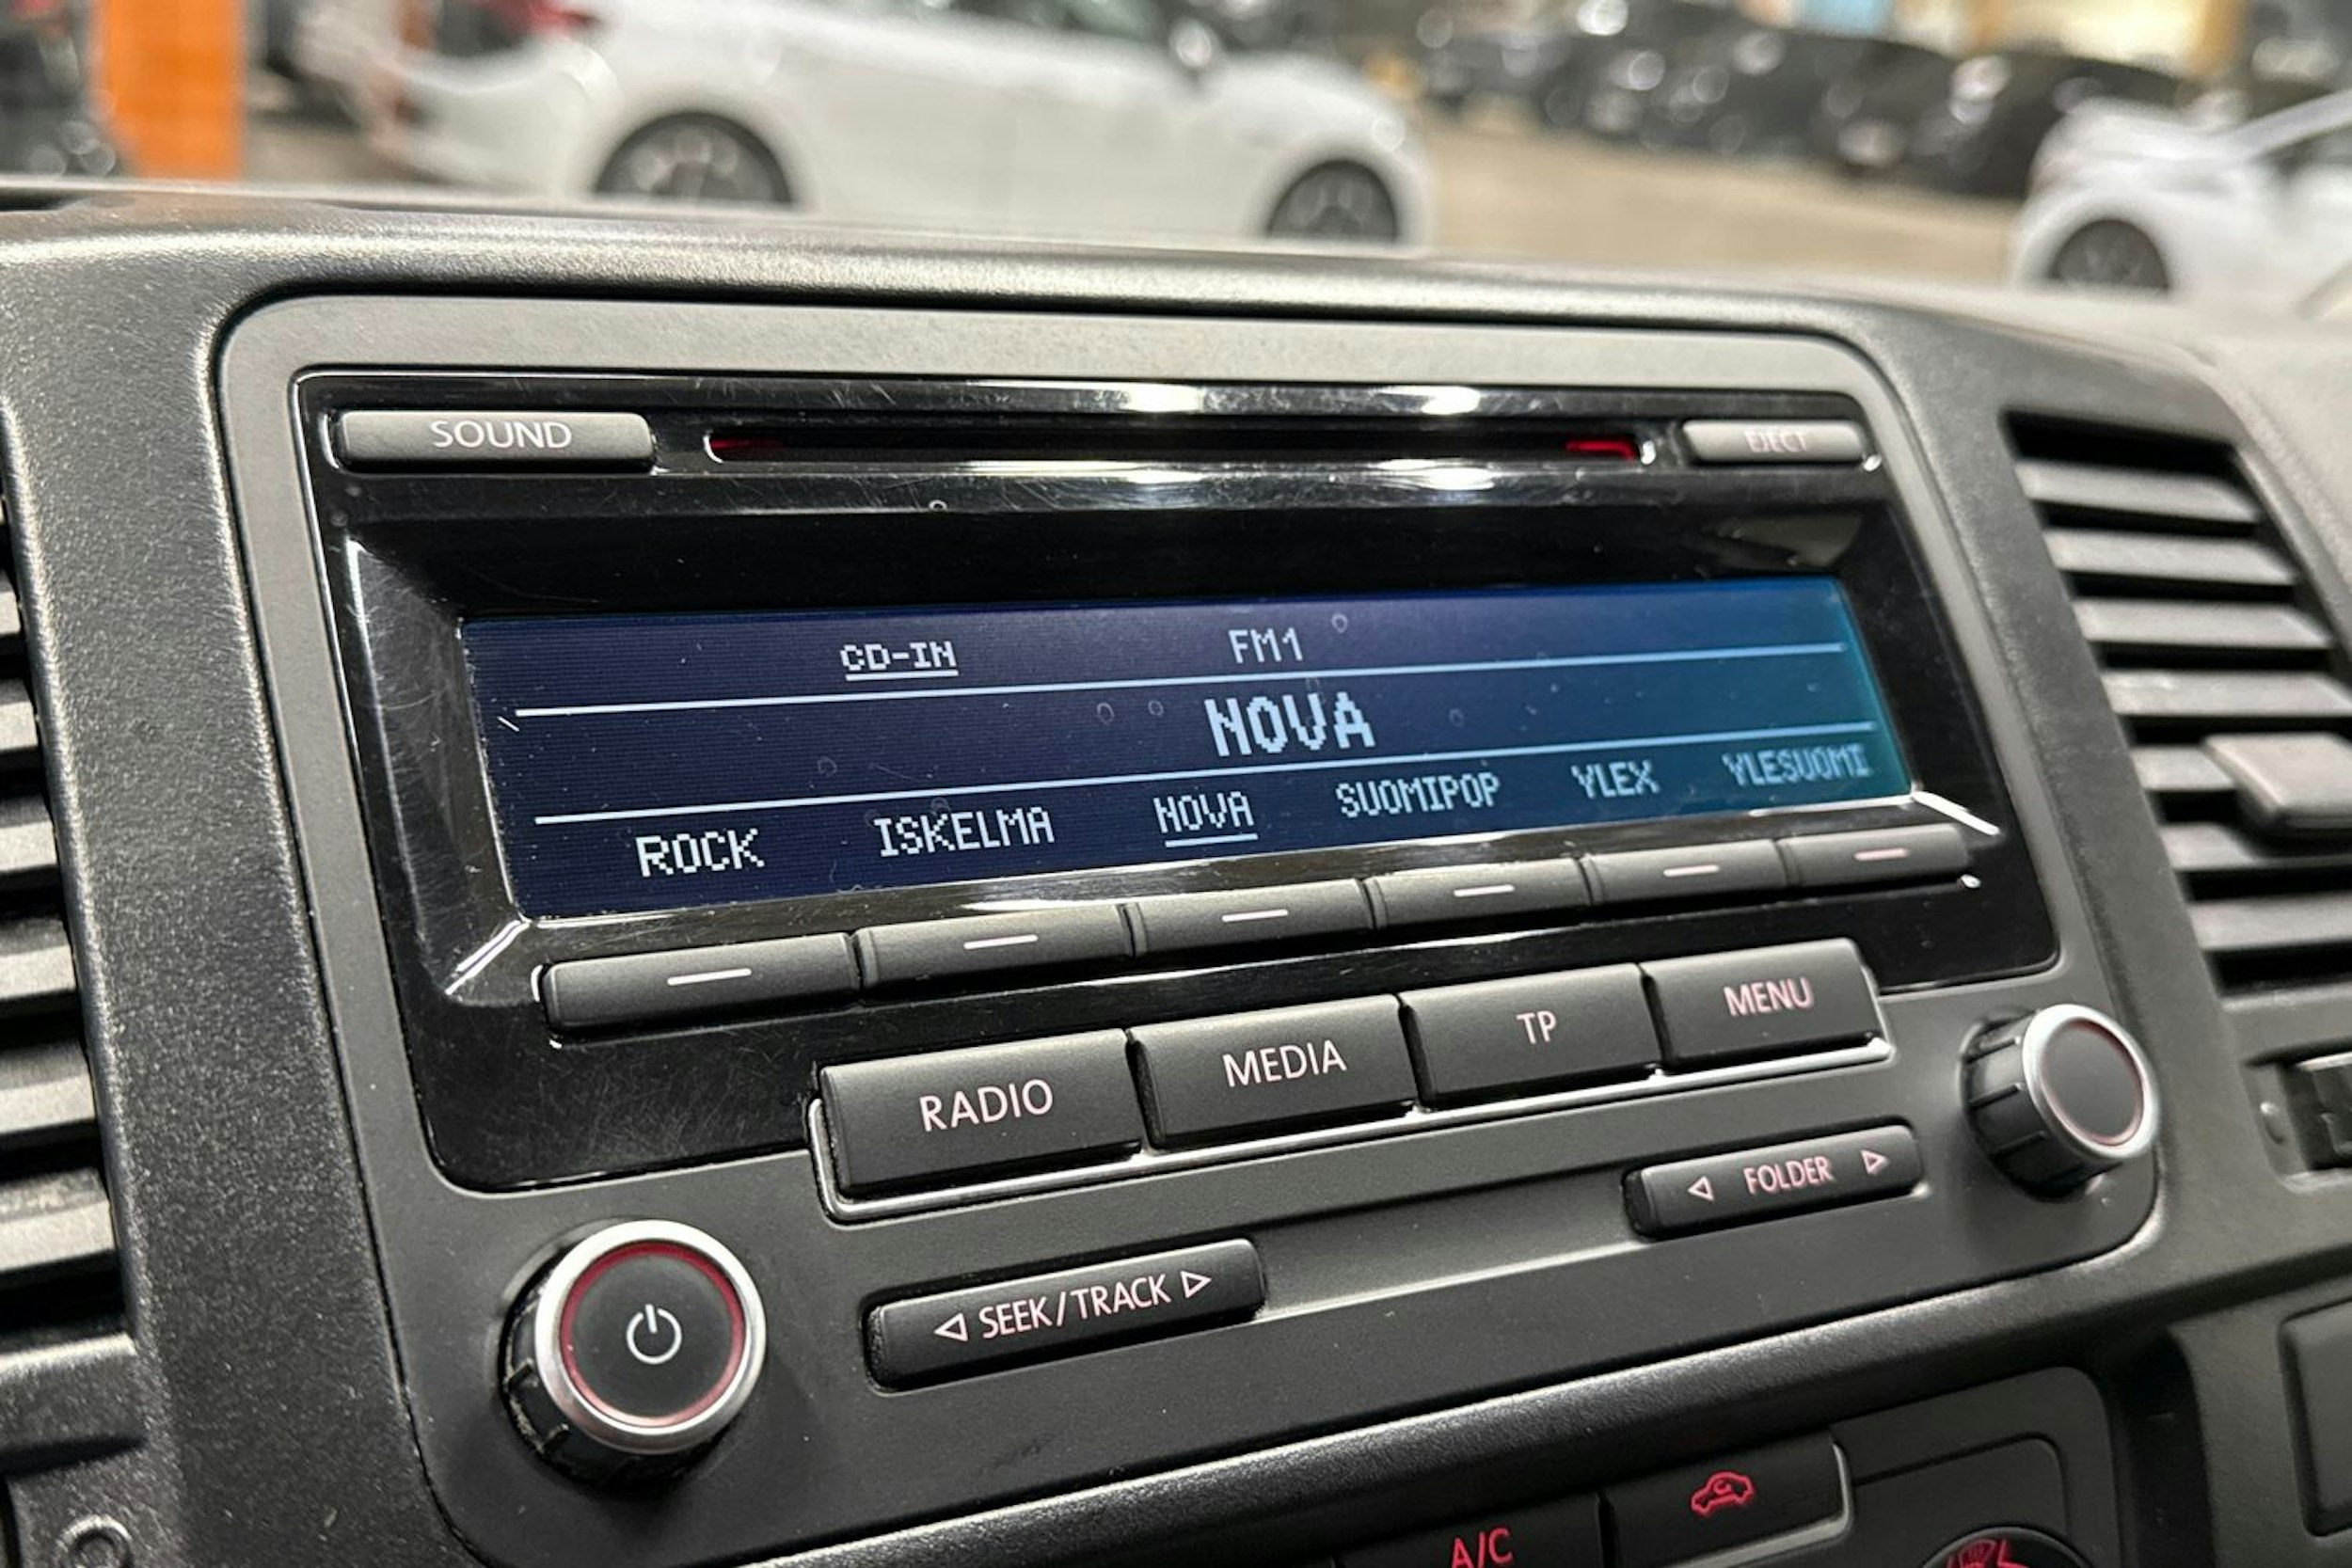 SOUND EJECT
CD-IN FM1
NOVA
ROCK ISKELMA NOVA SUOMIPOP YLEX YLESUOMI
RADIO MEDIA TP MENU
FOLDER
SEEK/TRACK
A/C